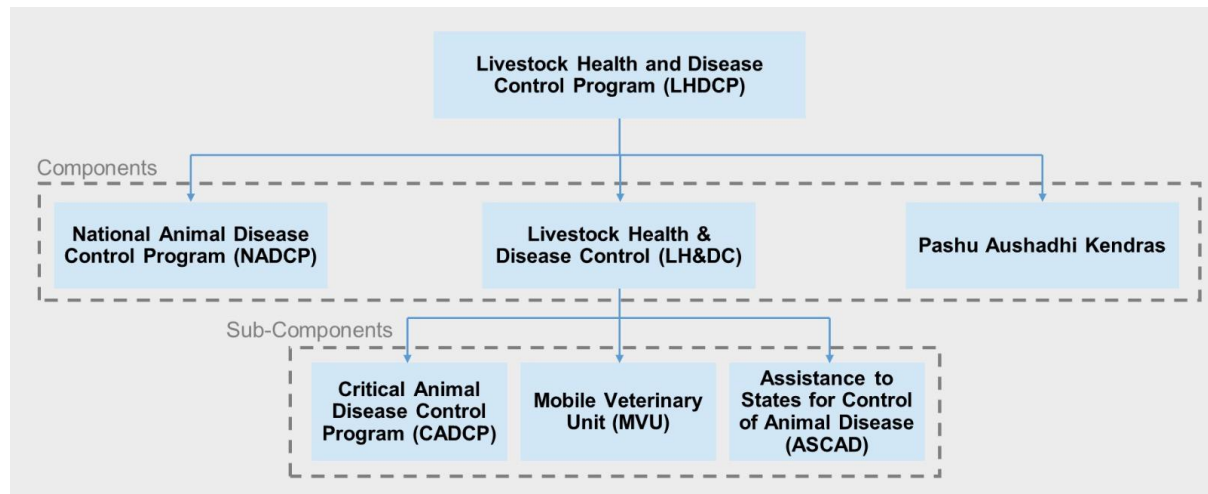 Livestock Health and Disease
Control Program (LHDCP)
Components
National Animal Disease
Control Program (NADCP)
Livestock Health &
Disease Control (LH&DC)
Pashu Aushadhi Kendras
Sub-Components
Critical Animal
Disease Control
Program (CADCP)
Mobile Veterinary
Unit (MVU)
Assistance to
States for Control
of Animal Disease
(ASCAD)